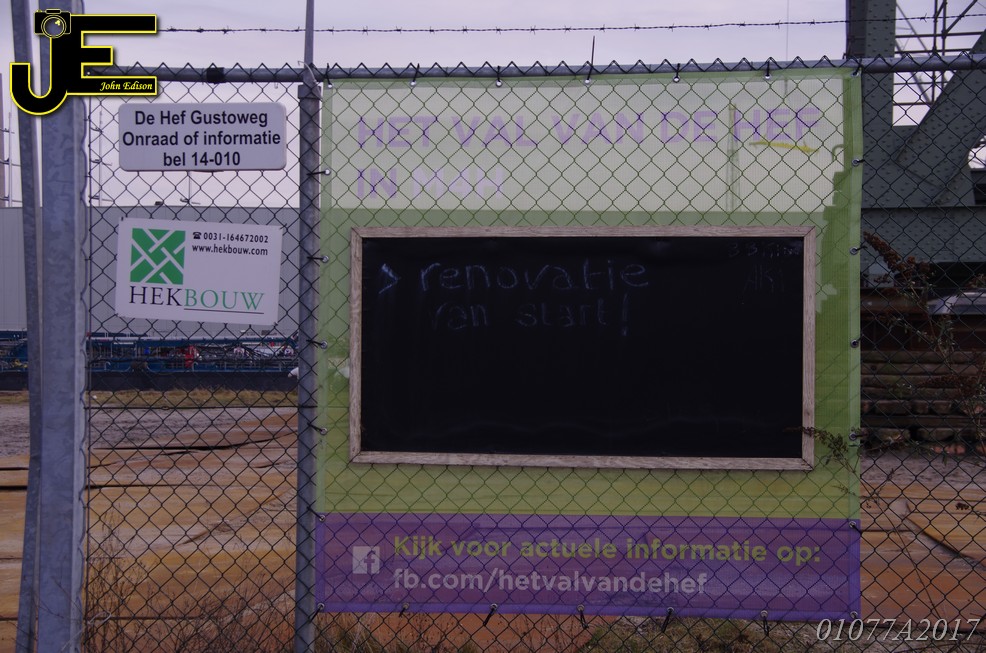 JE
John Edison
De Hef Gustoweg
Onraad of informatie
bel 14-010
☎ 0031-164672002
www.hekbouw.com
HEKBOUW
HET VAL VAN DE HEF
IN M4H
> renovatie
van start!
Kijk voor actuele informatie op:
fb.com/hetvalvandehef
01077A2017